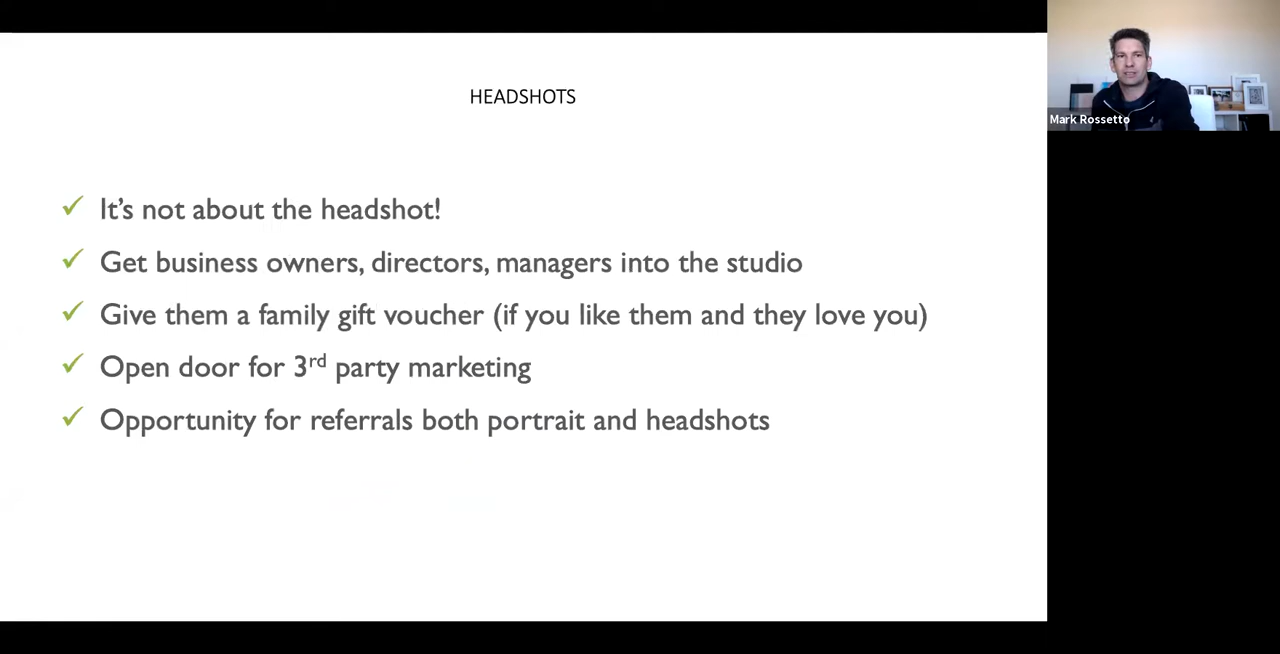 HEADSHOTS
✓ It's not about the headshot!
✓ Get business owners, directors, managers into the studio
✓ Give them a family gift voucher (if you like them and they love you)
✓ Open door for 3rd party marketing
✓ Opportunity for referrals both portrait and headshots
Mark Rossetto